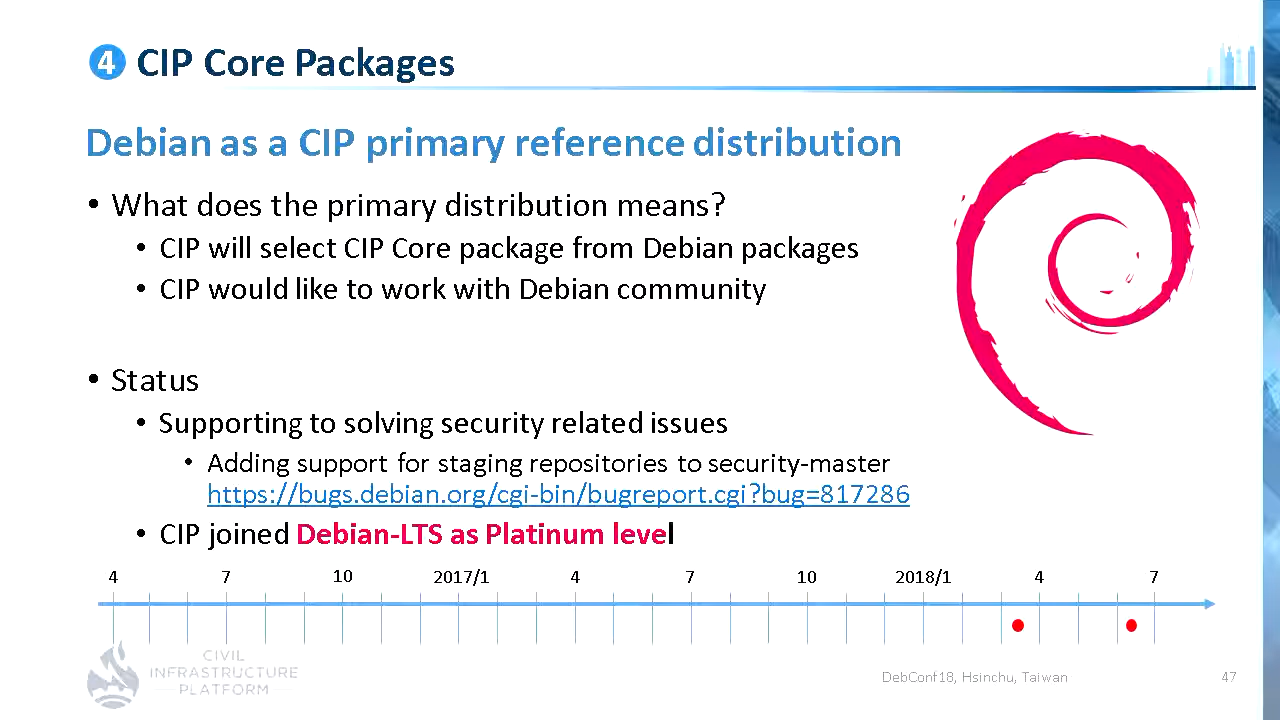 4 CIP Core Packages
Debian as a CIP primary reference distribution
• What does the primary distribution means?
• CIP will select CIP Core package from Debian packages
• CIP would like to work with Debian community
• Status
• Supporting to solving security related issues
• Adding support for staging repositories to security-master
https://bugs.debian.org/cgi-bin/bugreport.cgi?bug=817286
• CIP joined Debian-LTS as Platinum level
4 7 10 2017/1 4 7 10 2018/1 4 7
CIVIL
INFRASTRUCTURE
PLATFORM
DebConf18, Hsinchu, Taiwan 47